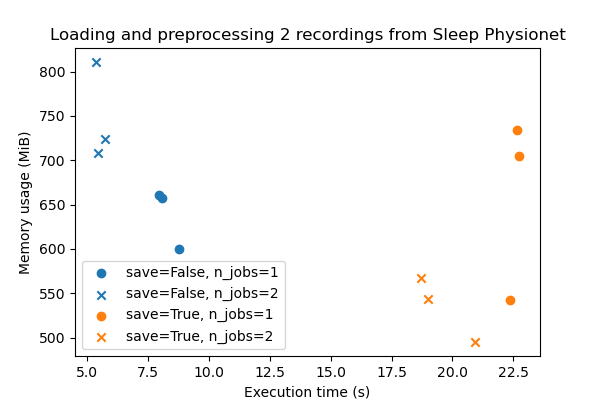 Loading and preprocessing 2 recordings from Sleep Physionet
Memory usage (MiB)
800
750
700
650
600
550
500
save=False, n_jobs=1
save=False, n_jobs=2
save=True, n_jobs=1
save=True, n_jobs=2
5.0 7.5 10.0 12.5 15.0 17.5 20.0 22.5
Execution time (s)